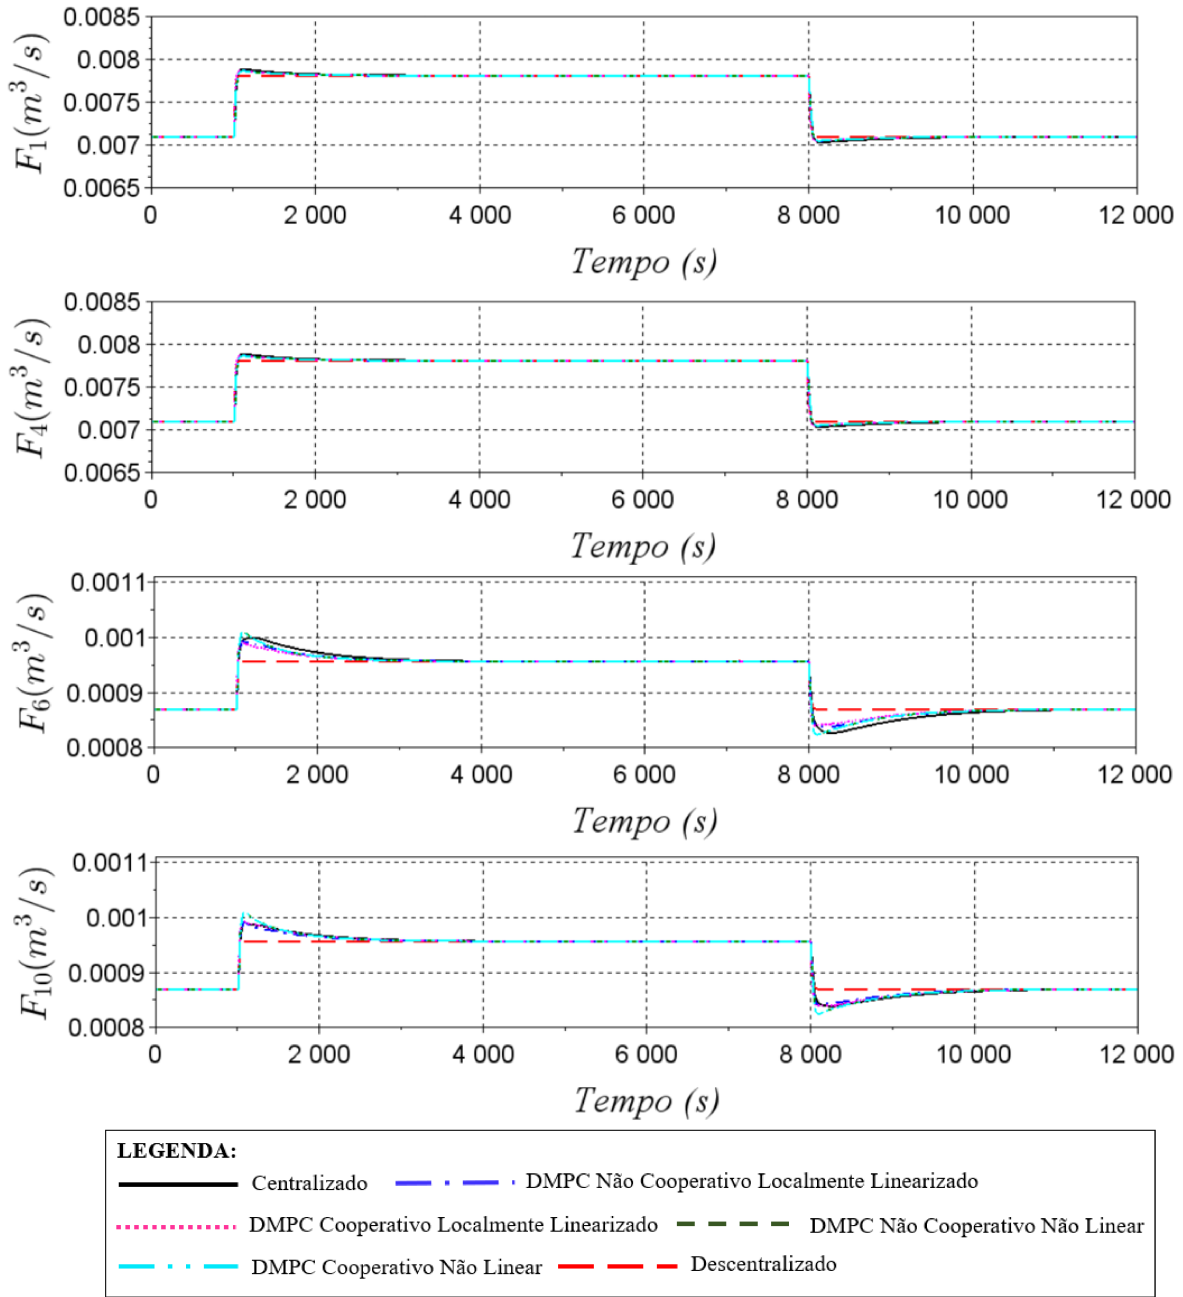 0.0085
0.008
0.0075
0.007
0.0065
F₁(m³/s)
0 2 000 4 000 6 000 8 000 10 000 12 000
Tempo (s)
0.0085
0.008
0.0075
0.007
0.0065
F₄(m³/s)
0 2 000 4 000 6 000 8 000 10 000 12 000
Tempo (s)
0.0011
0.001
0.0009
0.0008
F₆(m³/s)
0 2 000 4 000 6 000 8 000 10 000 12 000
Tempo (s)
0.0011
0.001
0.0009
0.0008
F₁₀(m³/s)
0 2 000 4 000 6 000 8 000 10 000 12 000
Tempo (s)
LEGENDA:
Centralizado DMPC Não Cooperativo Localmente Linearizado
DMPC Cooperativo Localmente Linearizado DMPC Não Cooperativo Não Linear
DMPC Cooperativo Não Linear Descentralizado